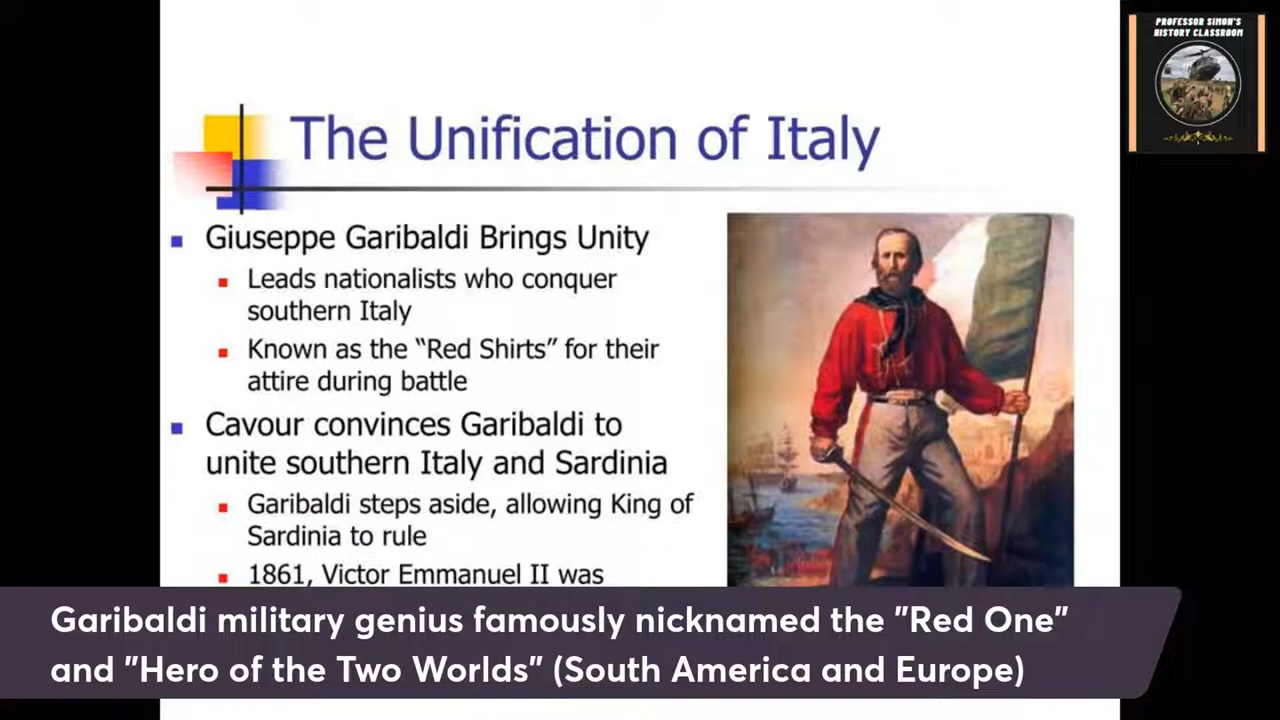 PROFESSOR SIMON'S
HISTORY CLASSROOM
The Unification of Italy
Giuseppe Garibaldi Brings Unity
Leads nationalists who conquer
southern Italy
Known as the “Red Shirts” for their
attire during battle
Cavour convinces Garibaldi to
unite southern Italy and Sardinia
Garibaldi steps aside, allowing King of
Sardinia to rule
1861, Victor Emmanuel II was
Garibaldi military genius famously nicknamed the "Red One"
and "Hero of the Two Worlds" (South America and Europe)